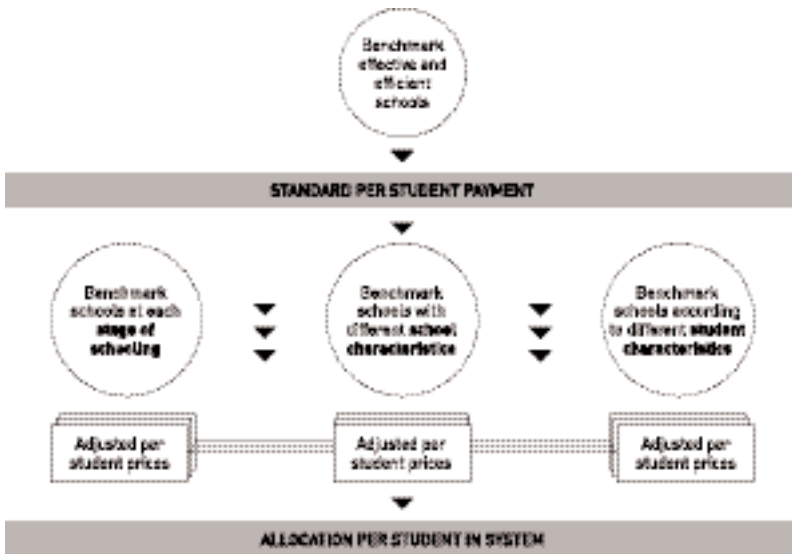 Benchmark
effective and
efficient
schools
STANDARD PER STUDENT PAYMENT
Benchmark
schools at each
stage of
schooling
Benchmark
schools with
different school
characteristics
Benchmark
schools according
to different student
characteristics
Adjusted per
student prices
Adjusted per
student prices
Adjusted per
student prices
ALLOCATION PER STUDENT IN SYSTEM